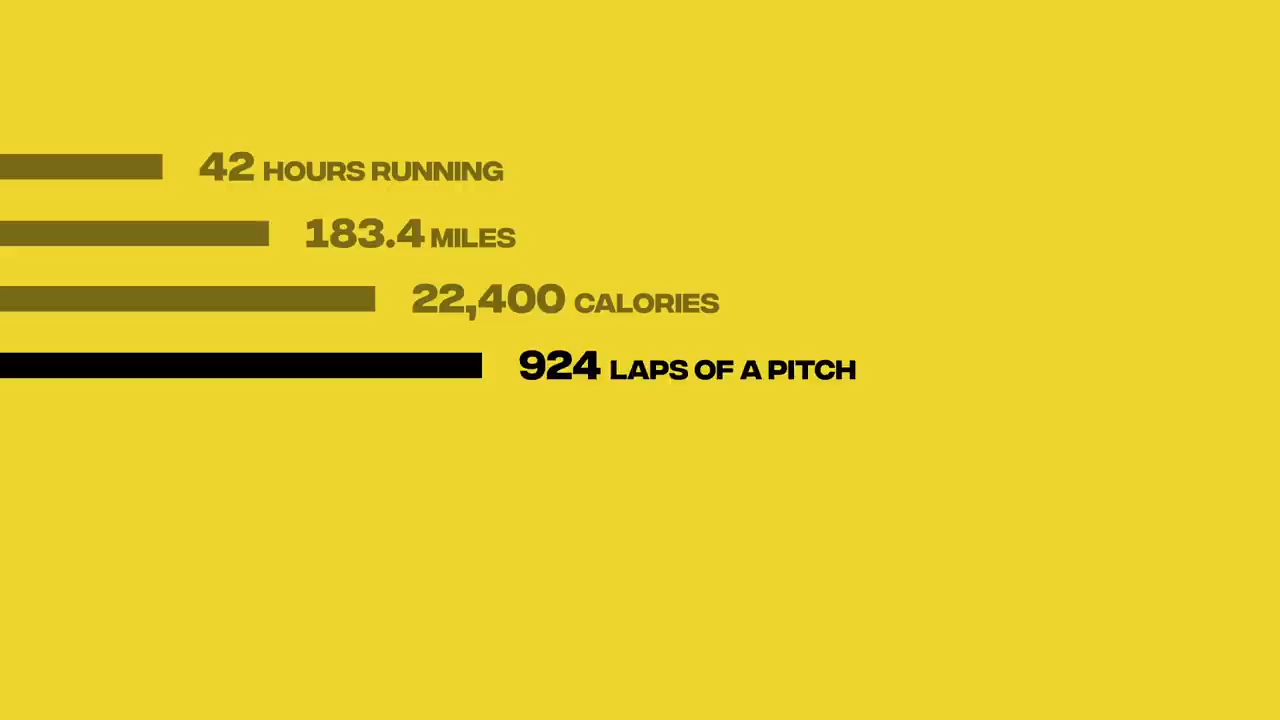 42 HOURS RUNNING
183.4 MILES
22,400 CALORIES
924 LAPS OF A PITCH